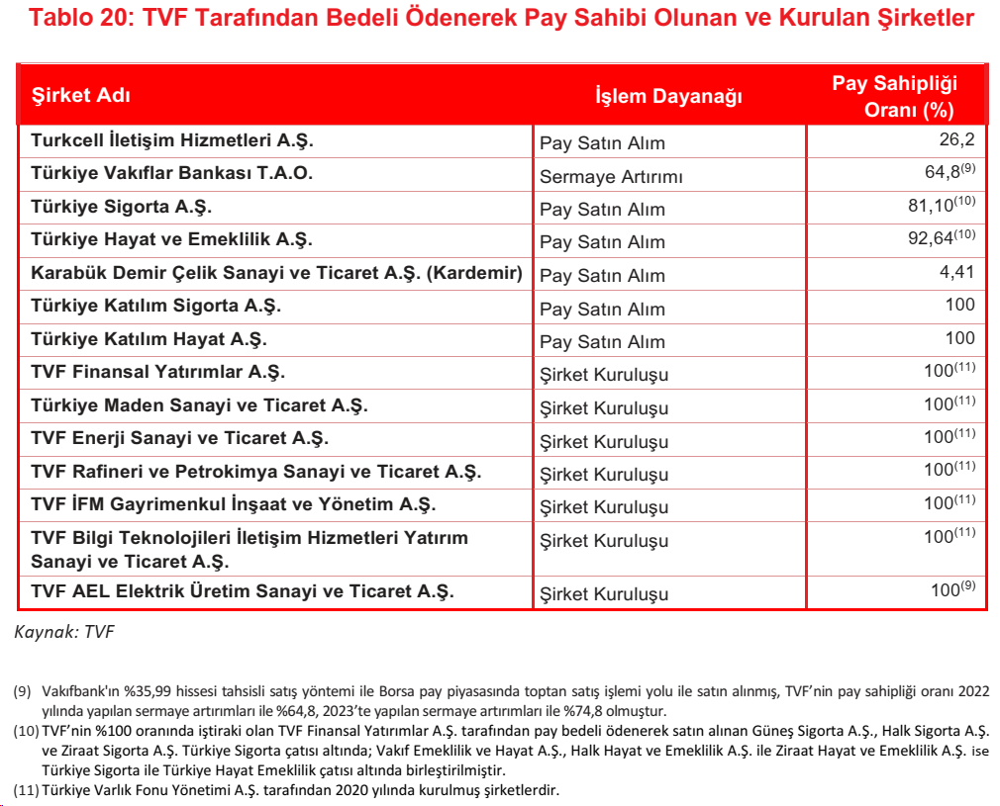 Tablo 20: TVF Tarafından Bedeli Ödenerek Pay Sahibi Olunan ve Kurulan Şirketler
Şirket Adı İşlem Dayanağı Pay Sahipliği Oranı (%)
Turkcell İletişim Hizmetleri A.Ş. Pay Satın Alım 26,2
Türkiye Vakıflar Bankası T.A.O. Sermaye Artırımı 64,8(9)
Türkiye Sigorta A.Ş. Pay Satın Alım 81,10(10)
Türkiye Hayat ve Emeklilik A.Ş. Pay Satın Alım 92,64(10)
Karabük Demir Çelik Sanayi ve Ticaret A.Ş. (Kardemir) Pay Satın Alım 4,41
Türkiye Katılım Sigorta A.Ş. Pay Satın Alım 100
Türkiye Katılım Hayat A.Ş. Pay Satın Alım 100
TVF Finansal Yatırımlar A.Ş. Şirket Kuruluşu 100(11)
Türkiye Maden Sanayi ve Ticaret A.Ş. Şirket Kuruluşu 100(11)
TVF Enerji Sanayi ve Ticaret A.Ş. Şirket Kuruluşu 100(11)
TVF Rafineri ve Petrokimya Sanayi ve Ticaret A.Ş. Şirket Kuruluşu 100(11)
TVF İFM Gayrimenkul İnşaat ve Yönetim A.Ş. Şirket Kuruluşu 100(11)
TVF Bilgi Teknolojileri İletişim Hizmetleri Yatırım Şirket Kuruluşu 100(11)
Sanayi ve Ticaret A.Ş.
TVF AEL Elektrik Üretim Sanayi ve Ticaret A.Ş. Şirket Kuruluşu 100(9)
Kaynak: TVF
(9) Vakıfbank'ın %35,99 hissesi tahsisli satış yöntemi ile Borsa pay piyasasında toptan satış işlemi yolu ile satın alınmış, TVF’nin pay sahipliği oranı 2022
yılında yapılan sermaye artırımları ile %64,8, 2023’te yapılan sermaye artırımları ile %74,8 olmuştur.
(10) TVF’nin %100 oranında iştiraki olan TVF Finansal Yatırımlar A.Ş. tarafından pay bedeli ödenerek satın alınan Güneş Sigorta A.Ş., Halk Sigorta A.Ş.
ve Ziraat Sigorta A.Ş. Türkiye Sigorta çatısı altında; Vakıf Emeklilik ve Hayat A.Ş., Halk Hayat ve Emeklilik A.Ş. ile Ziraat Hayat ve Emeklilik A.Ş. ise
Türkiye Sigorta ile Türkiye Hayat Emeklilik çatısı altında birleştirilmiştir.
(11) Türkiye Varlık Fonu Yönetimi A.Ş. tarafından 2020 yılında kurulmuş şirketlerdir.